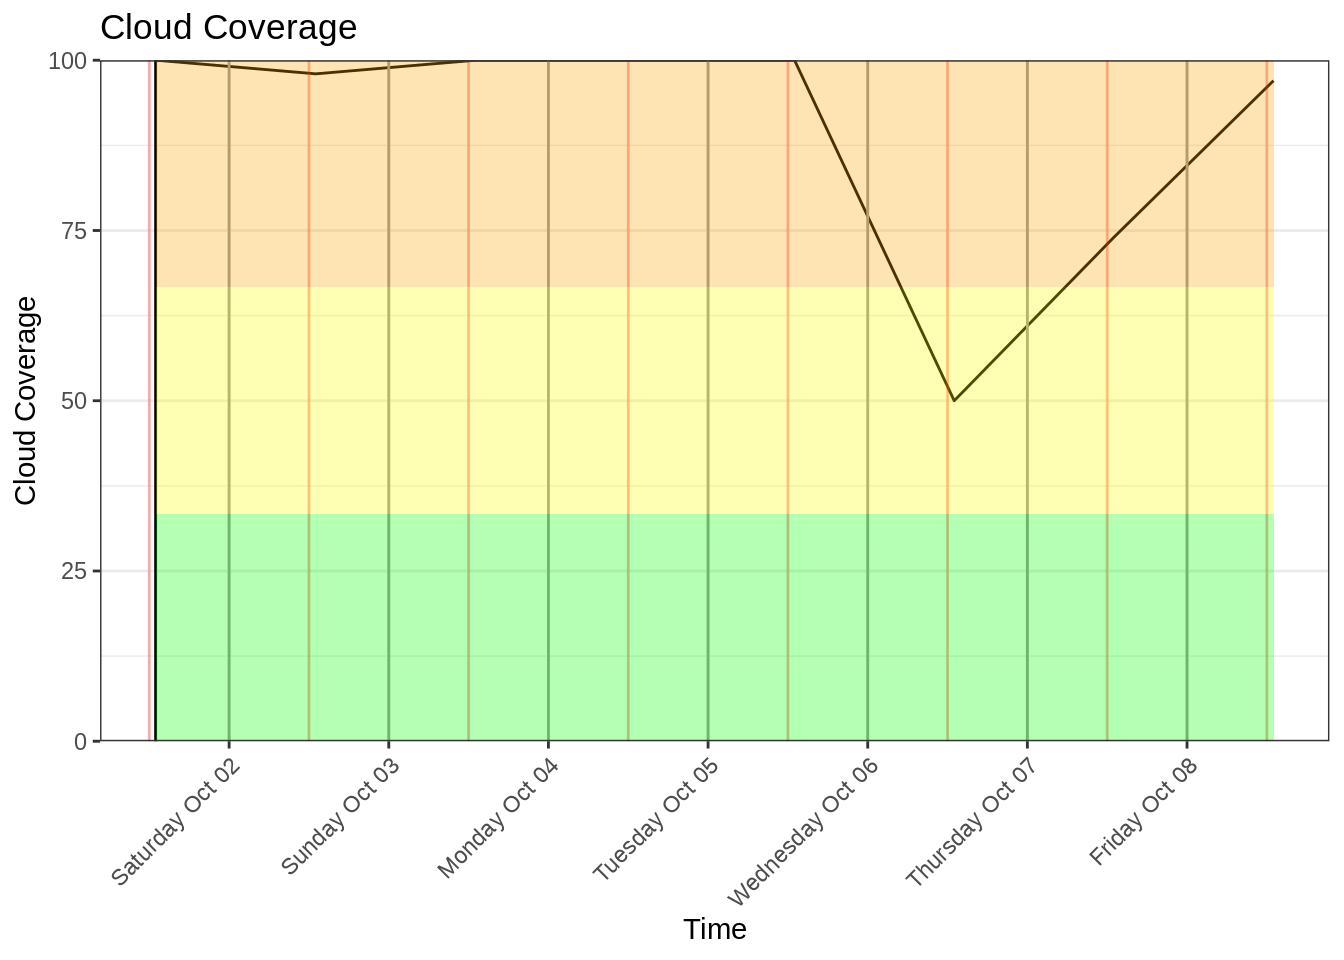 Cloud Coverage
Cloud Coverage
100
75
50
25
0
Saturday Oct 02
Sunday Oct 03
Monday Oct 04
Tuesday Oct 05
Wednesday Oct 06
Thursday Oct 07
Friday Oct 08
Time